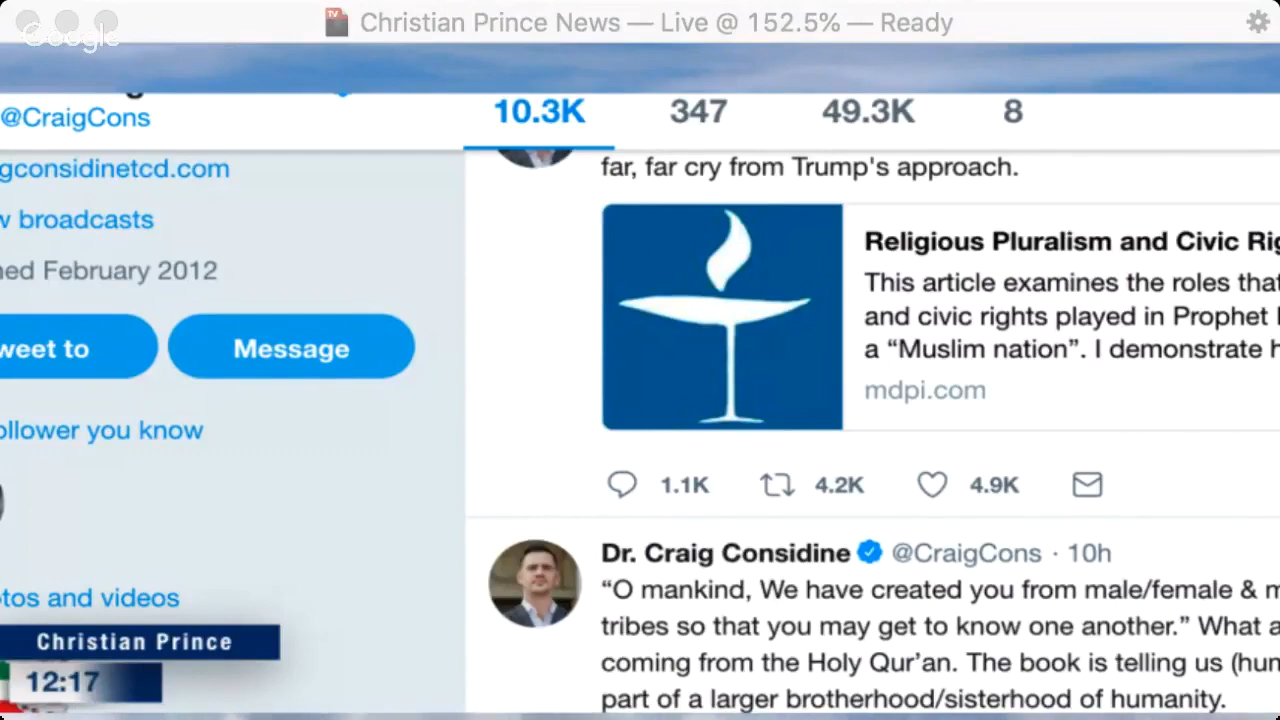 Christian Prince News — Live @ 152.5% — Ready
Google
@CraigCons
10.3K 347 49.3K 8
gconsidinetcd.com
w broadcasts
ned February 2012
weet to
Message
ollower you know
tos and videos
far, far cry from Trump's approach.
Religious Pluralism and Civic Rig
This article examines the roles that
and civic rights played in Prophet
a “Muslim nation”. I demonstrate h
mdpi.com
1.1K 4.2K 4.9K
Dr. Craig Considine @CraigCons · 10h
“O mankind, We have created you from male/female & m
tribes so that you may get to know one another.” What a
coming from the Holy Qur’an. The book is telling us (hum
part of a larger brotherhood/sisterhood of humanity.
Christian Prince
12:17